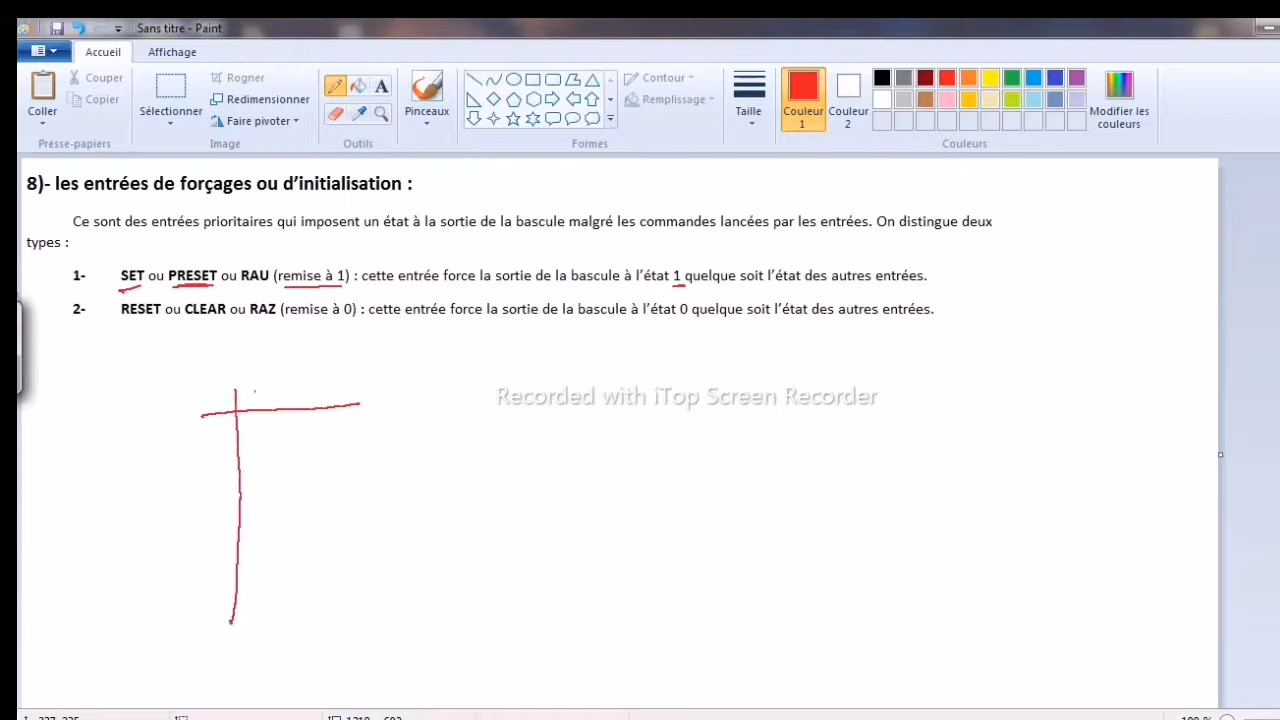 Sans titre - Paint
Accueil
Affichage
Coller
Couper
Copier
Presse-papiers
Sélectionner
Rogner
Redimensionner
Faire pivoter
Image
A
Outils
Pinceaux
Contour
Remplissage
Formes
Taille
Couleur 1
Couleur 2
Modifier les couleurs
Couleurs
8)- les entrées de forçages ou d’initialisation :
Ce sont des entrées prioritaires qui imposent un état à la sortie de la bascule malgré les commandes lancées par les entrées. On distingue deux
types :
1- SET ou PRESET ou RAU (remise à 1) : cette entrée force la sortie de la bascule à l’état 1 quelque soit l’état des autres entrées.
2- RESET ou CLEAR ou RAZ (remise à 0) : cette entrée force la sortie de la bascule à l’état 0 quelque soit l’état des autres entrées.
Recorded with iTop Screen Recorder